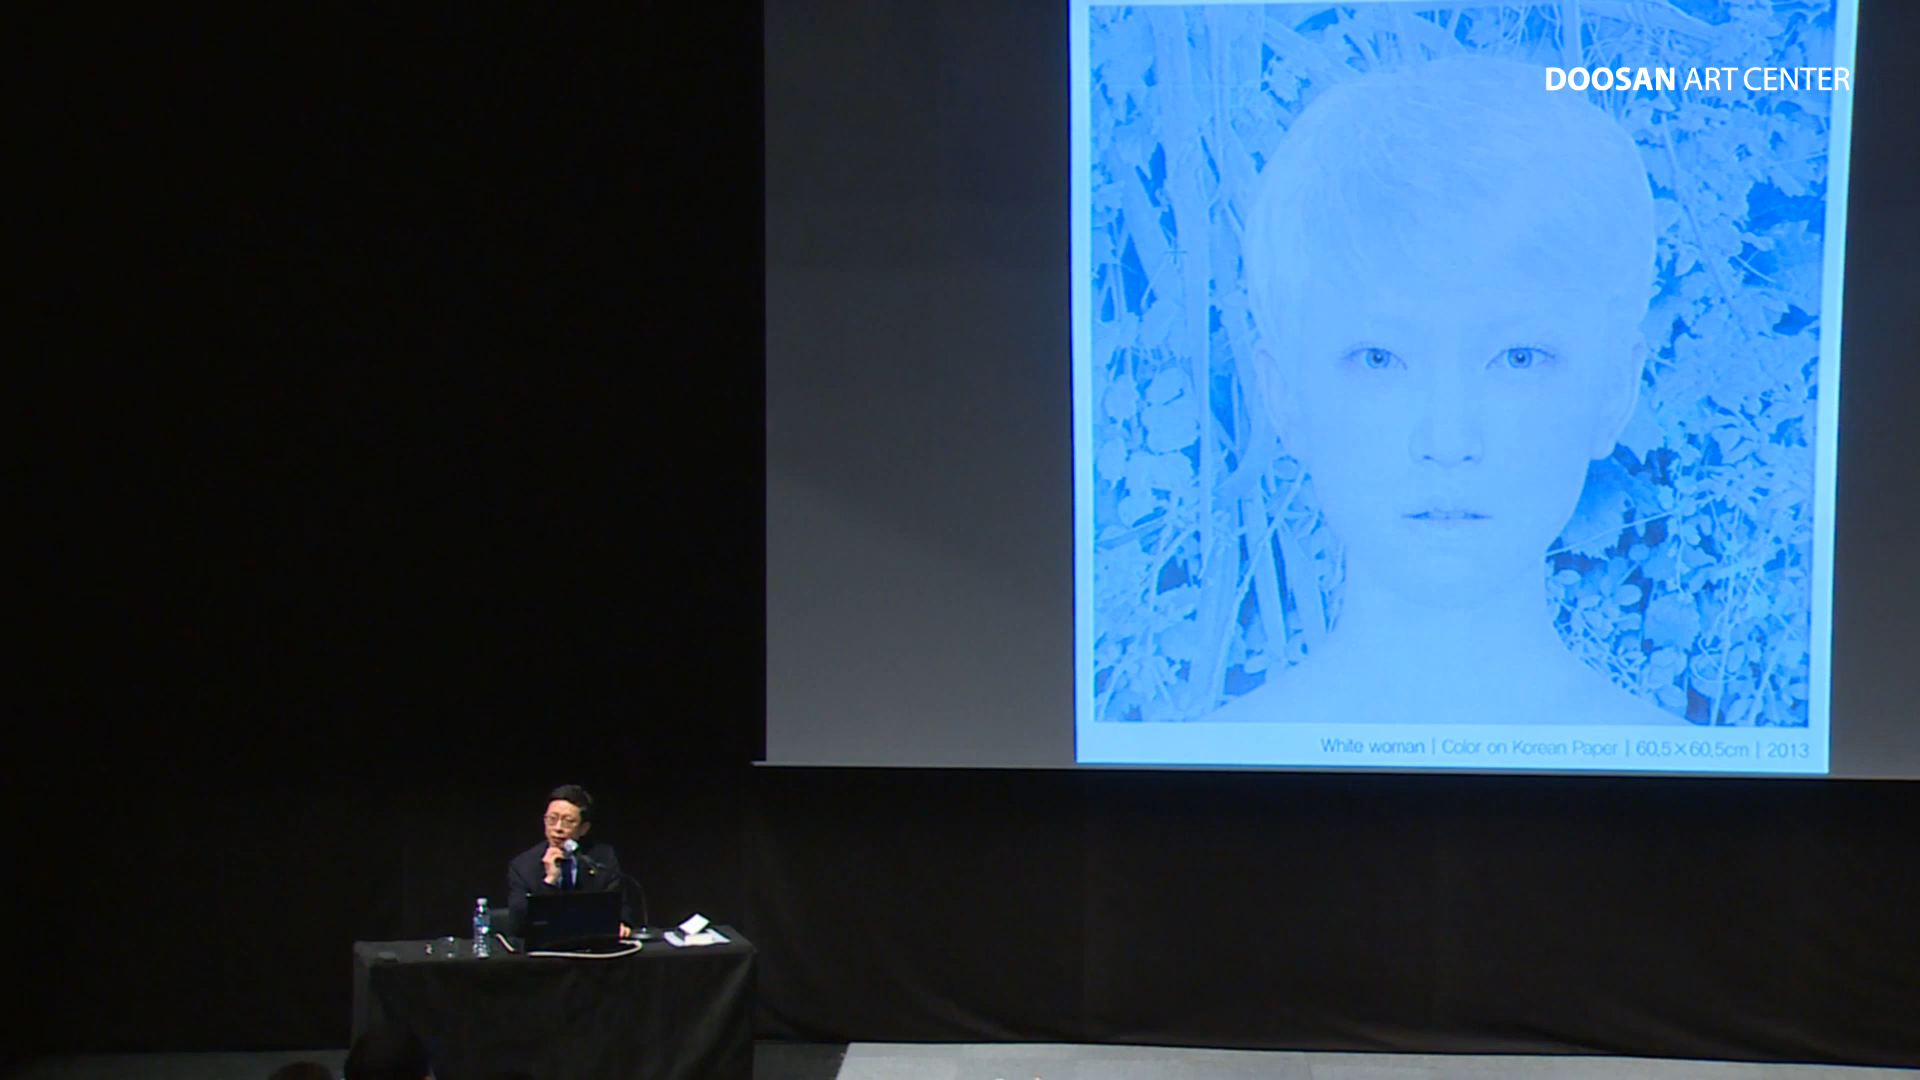 DOOSAN ART CENTER
White woman | Color on Korean Paper | 60.5×60.5cm | 2013